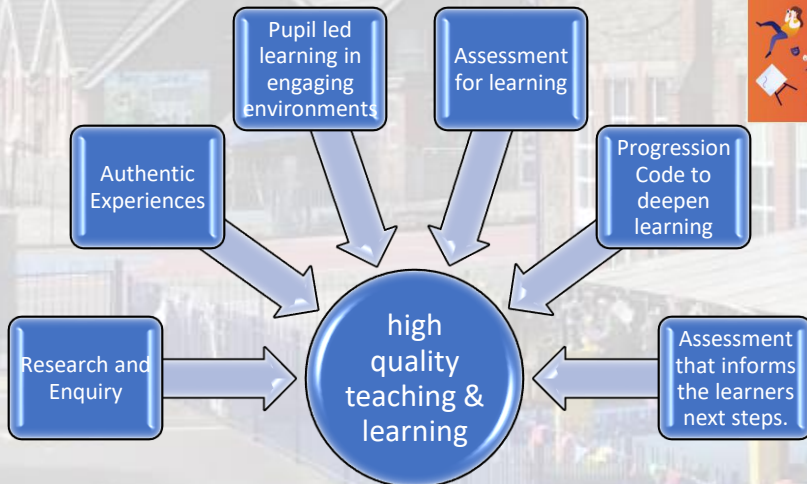 Pupil led
learning in
engaging
environments
Assessment
for learning
Authentic
Experiences
Progression
Code to
deepen
learning
Research and
Enquiry
high
quality
teaching &
learning
Assessment
that informs
the learners
next steps.